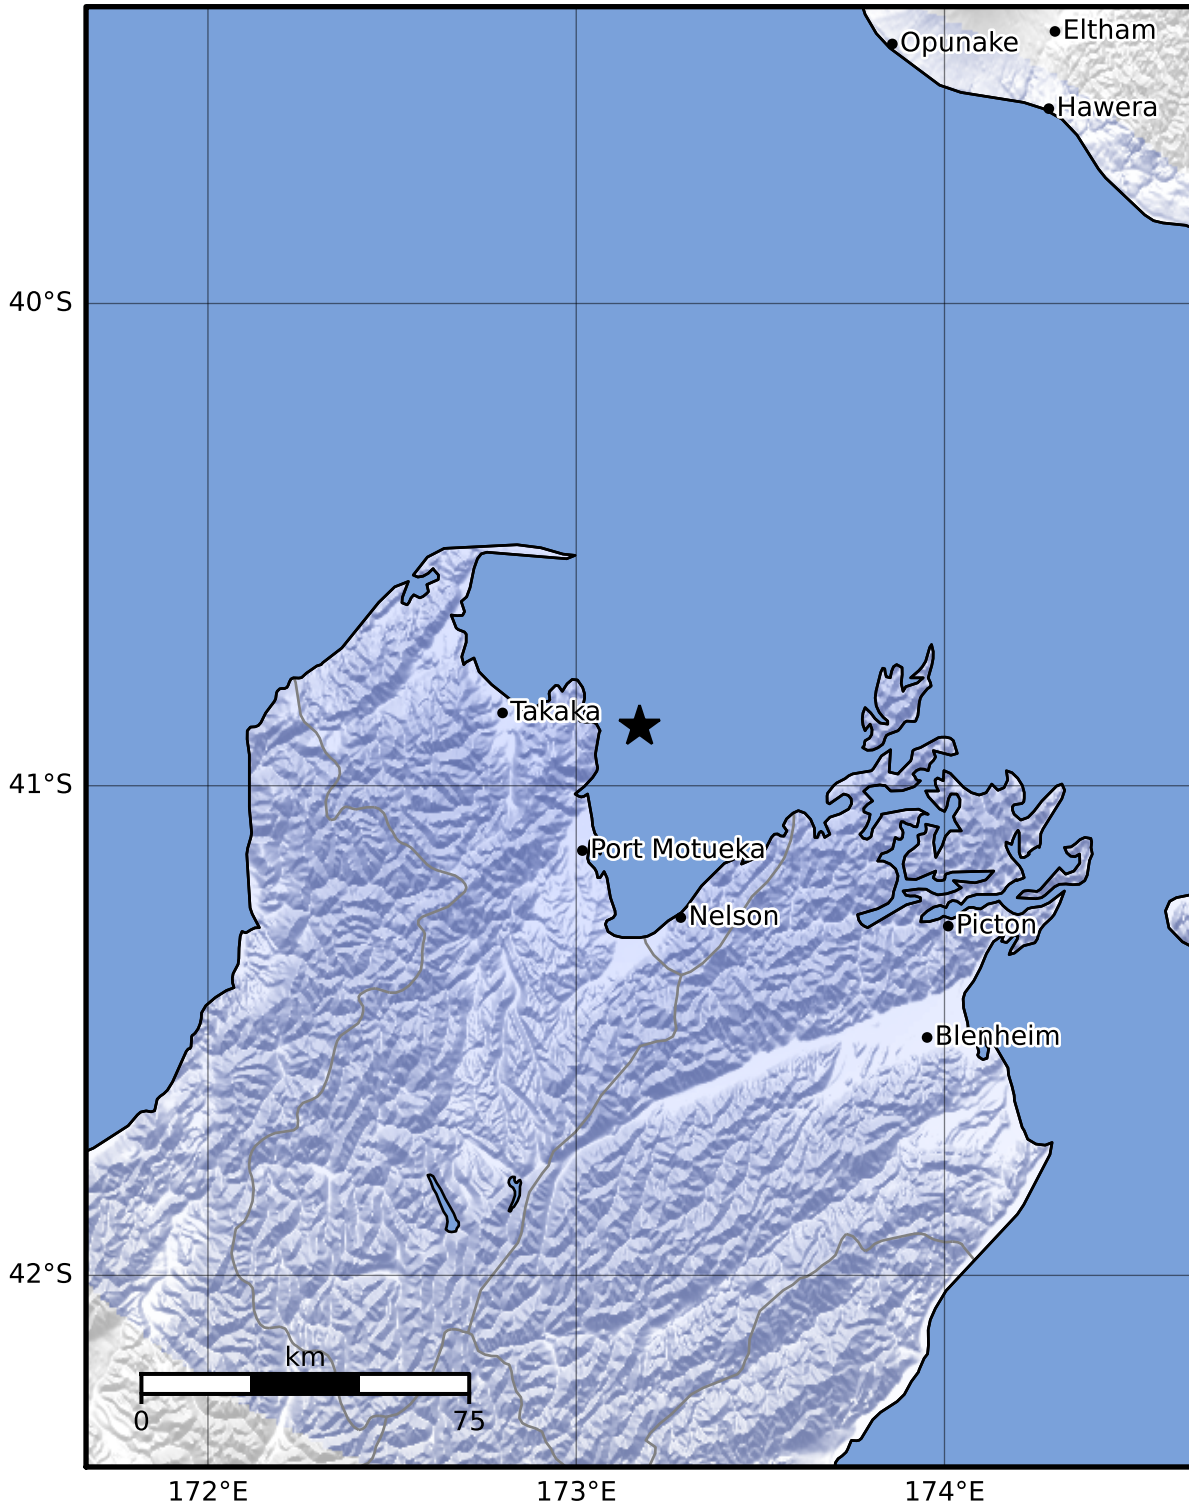 Eltham
Opunake
Hawera
40°S
Takaka
41°S
Port Motueka
Nelson
Picton
Blenheim
42°S
km
0 75
172°E 173°E 174°E